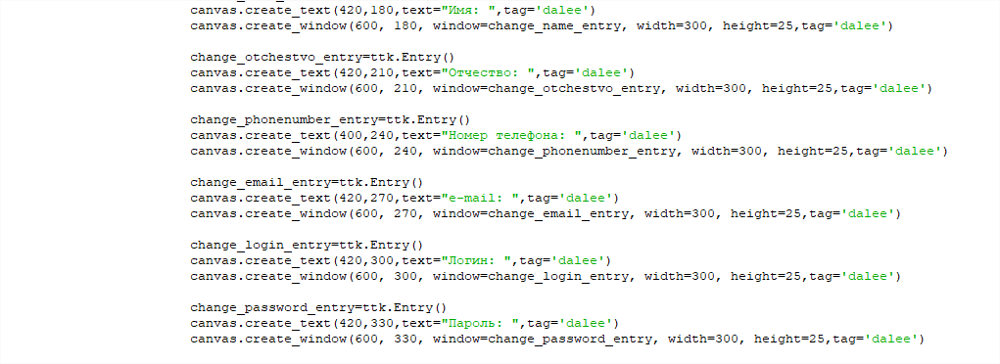 canvas.create_text(420,180,text="Имя: ",tag='dalee')
canvas.create_window(600, 180, window=change_name_entry, width=300, height=25,tag='dalee')
change_otchestvo_entry=ttk.Entry()
canvas.create_text(420,210,text="Отчество: ",tag='dalee')
canvas.create_window(600, 210, window=change_otchestvo_entry, width=300, height=25,tag='dalee')
change_phonenumber_entry=ttk.Entry()
canvas.create_text(400,240,text="Номер телефона: ",tag='dalee')
canvas.create_window(600, 240, window=change_phonenumber_entry, width=300, height=25,tag='dalee')
change_email_entry=ttk.Entry()
canvas.create_text(420,270,text="e-mail: ",tag='dalee')
canvas.create_window(600, 270, window=change_email_entry, width=300, height=25,tag='dalee')
change_login_entry=ttk.Entry()
canvas.create_text(420,300,text="Логин: ",tag='dalee')
canvas.create_window(600, 300, window=change_login_entry, width=300, height=25,tag='dalee')
change_password_entry=ttk.Entry()
canvas.create_text(420,330,text="Пароль: ",tag='dalee')
canvas.create_window(600, 330, window=change_password_entry, width=300, height=25,tag='dalee')